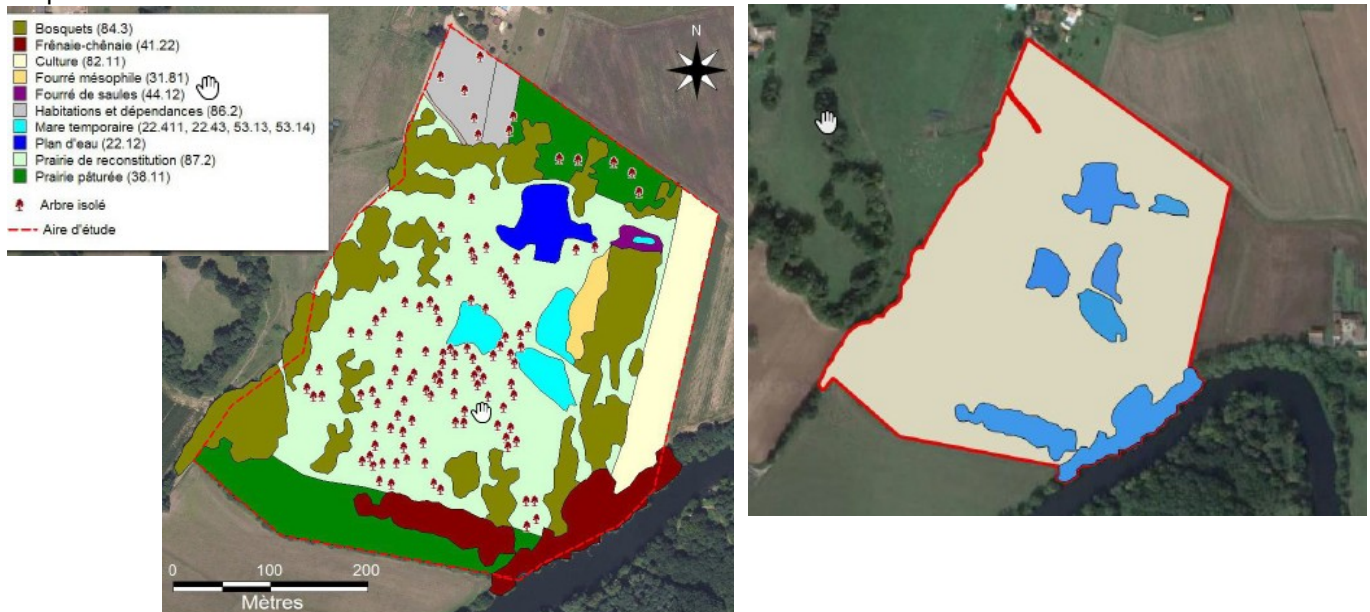 Bosquets (84.3)
Frênaie-chênaie (41.22)
Culture (82.11)
Fourré mésophile (31.81)
Fourré de saules (44.12)
Habitations et dépendances (86.2)
Mare temporaire (22.411, 22.43, 53.13, 53.14)
Plan d'eau (22.12)
Prairie de reconstitution (87.2)
Prairie pâturée (38.11)
Arbre isolé
Aire d'étude
N
0 100 200
Mètres